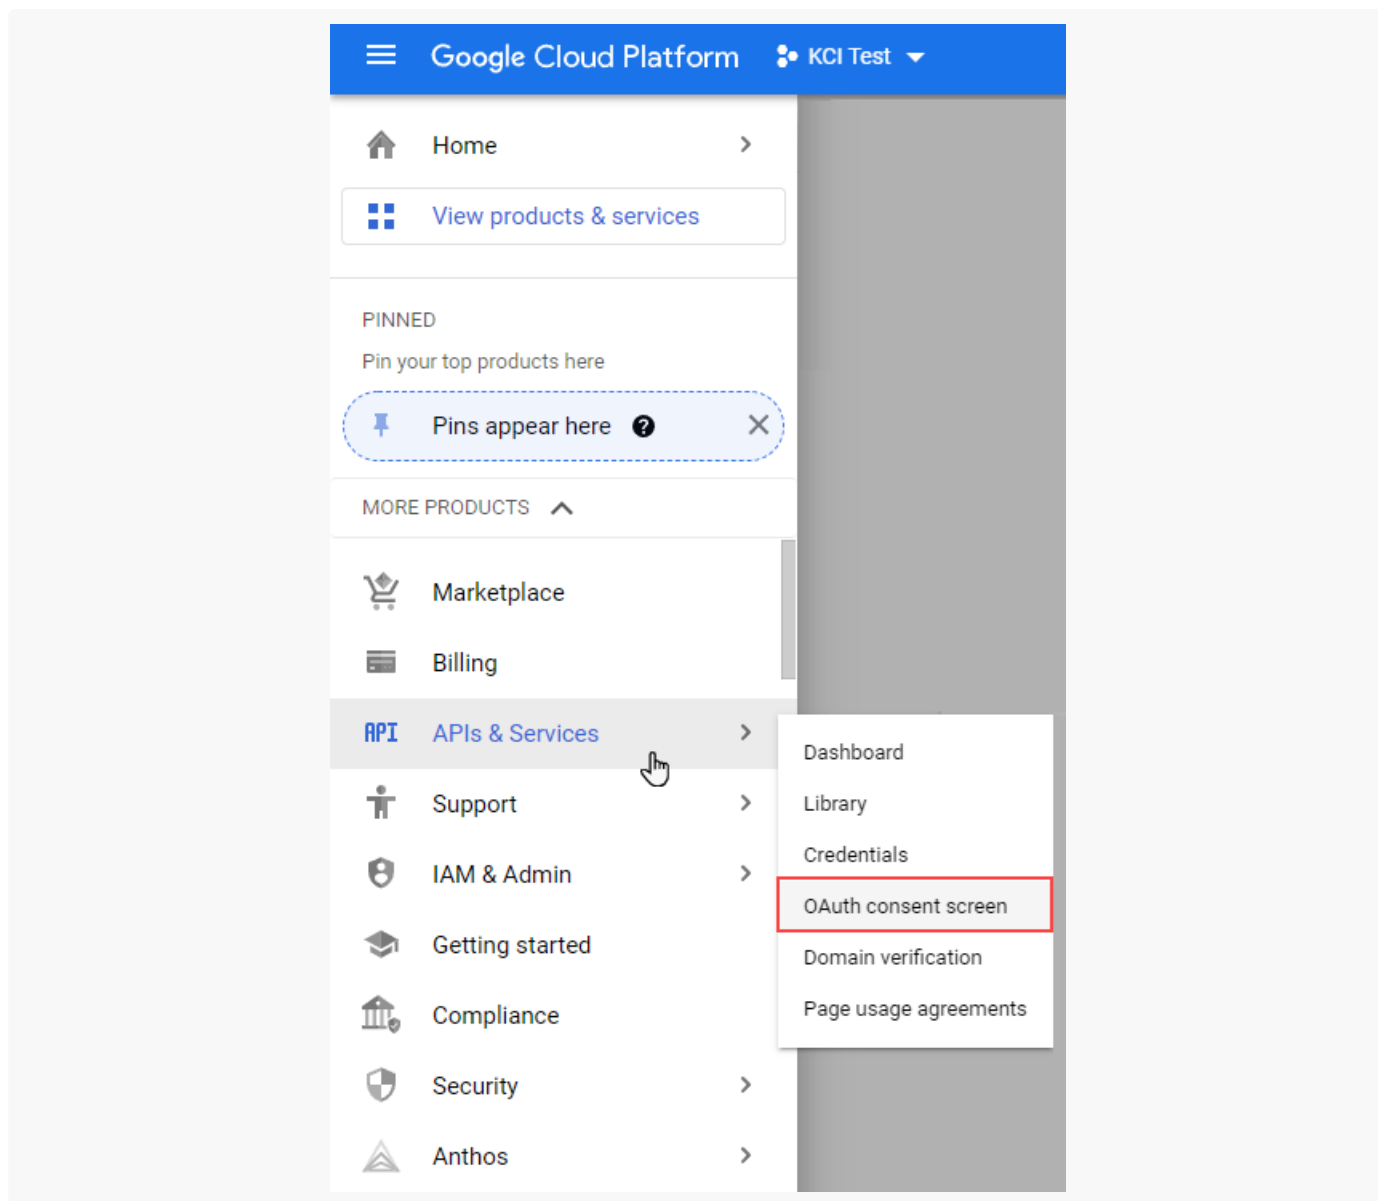 Google Cloud Platform KCI Test
Home
View products & services
PINNED
Pin your top products here
Pins appear here ?
MORE PRODUCTS
Marketplace
Billing
API APIs & Services
Support
IAM & Admin
Getting started
Compliance
Security
Anthos
Dashboard
Library
Credentials
OAuth consent screen
Domain verification
Page usage agreements